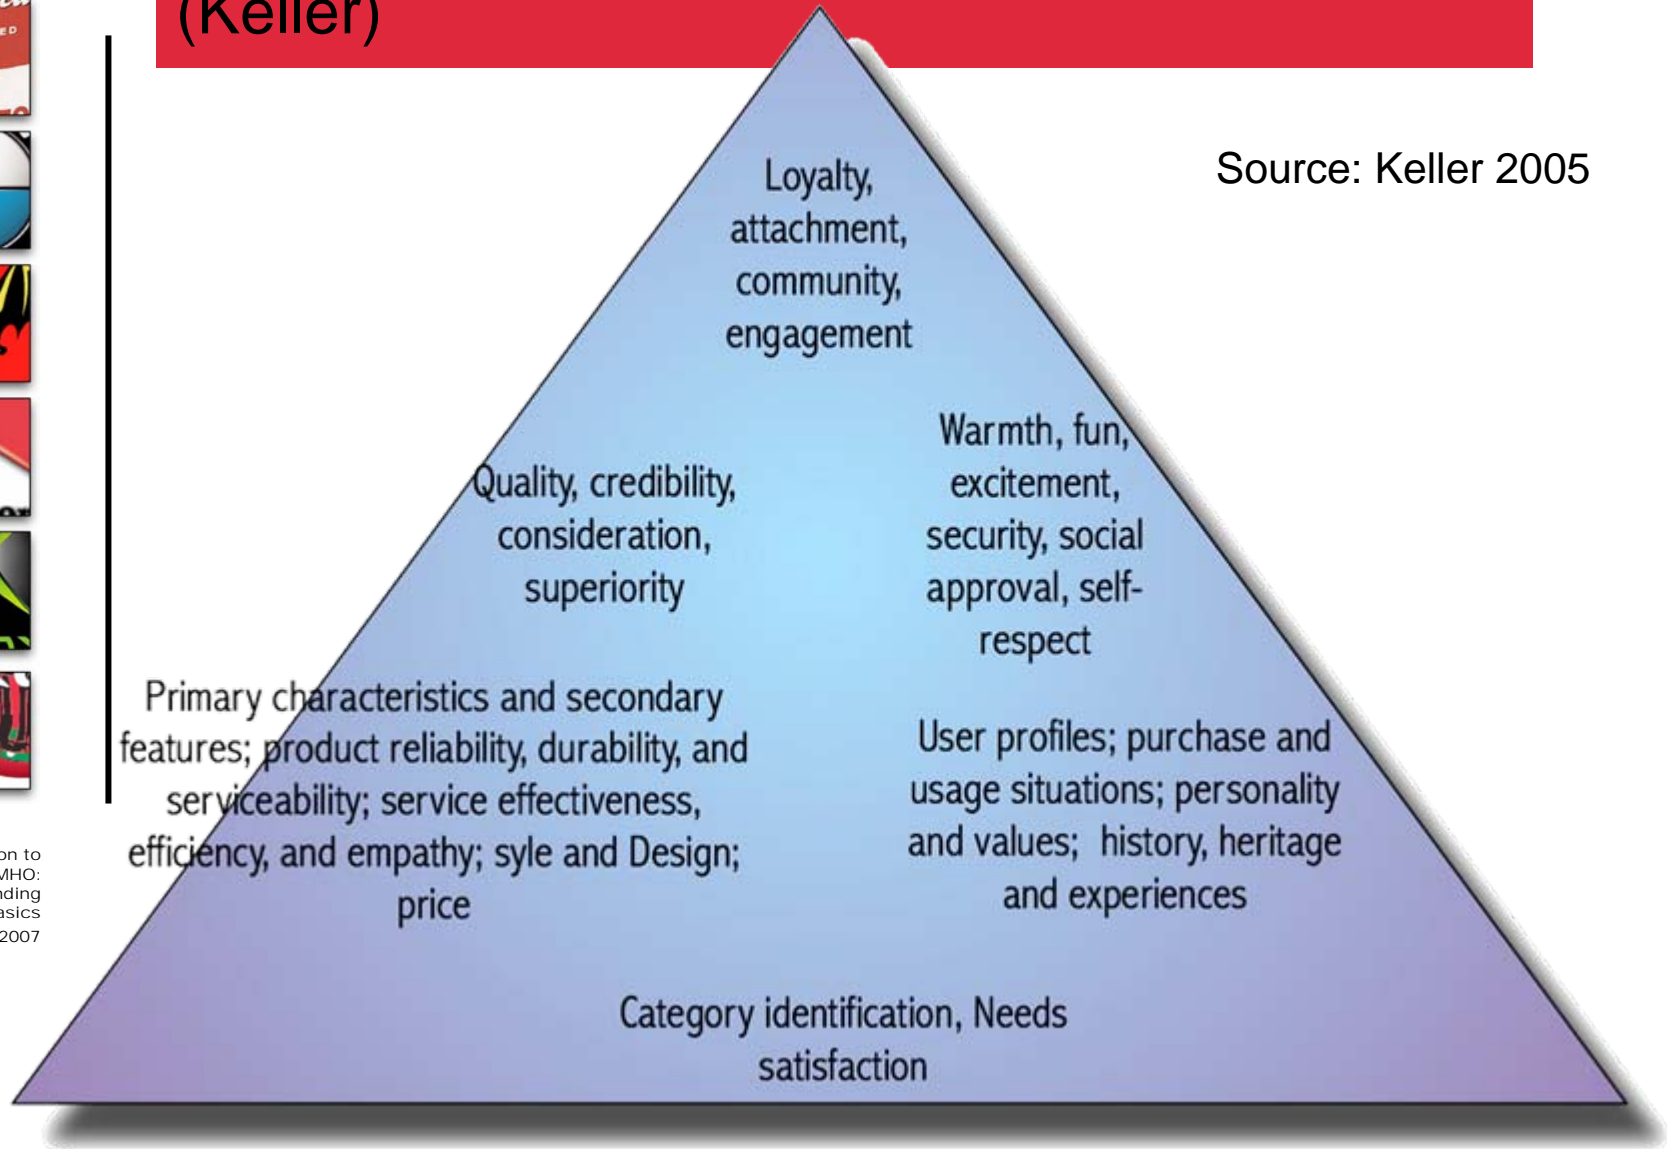 (Keller)
Source: Keller 2005
Loyalty,
attachment,
community,
engagement
Quality, credibility,
consideration,
superiority
Warmth, fun,
excitement,
security, social
approval, self-
respect
Primary characteristics and secondary
features; product reliability, durability, and
serviceability; service effectiveness,
efficiency, and empathy; syle and Design;
price
User profiles; purchase and
usage situations; personality
and values; history, heritage
and experiences
Category identification, Needs
satisfaction
to
2007